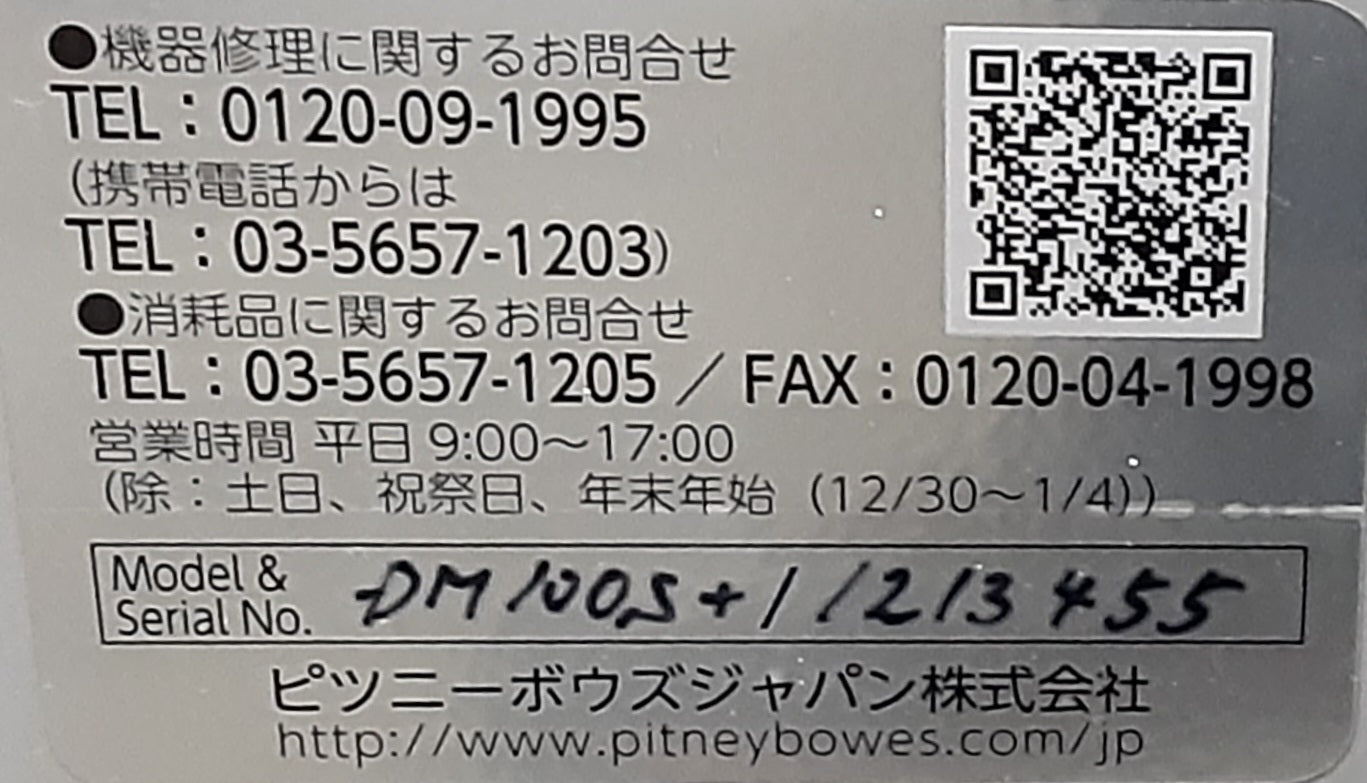 ●機器修理に関するお問合せ
TEL：0120-09-1995
(携帯電話からは
TEL：03-5657-1203)
●消耗品に関するお問合せ
TEL：03-5657-1205 ／ FAX：0120-04-1998
営業時間 平日 9:00～17:00
(除：土日、祝祭日、年末年始 (12/30～1/4))
Model & Serial No. DM100S+ / 1213455
ピツニーボウズジャパン株式会社
http://www.pitneybowes.com/jp